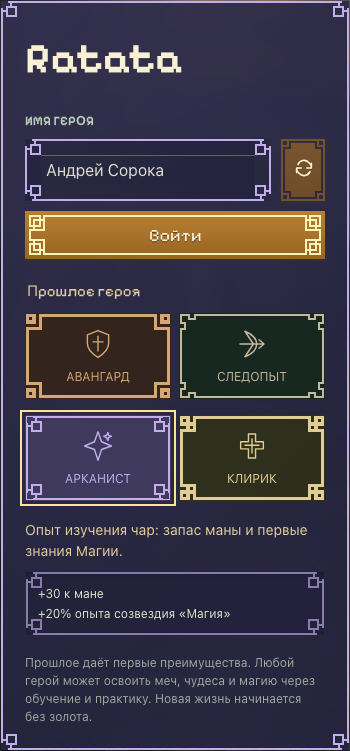 Ratata
ИМЯ ГЕРОЯ
Андрей Сорока
Войти
Прошлое героя
АВАНГАРД
СЛЕДОПЫТ
АРКАНИСТ
КЛИРИК
Опыт изучения чар: запас маны и первые
знания Магии.
+30 к мане
+20% опыта созвездия «Магия»
Прошлое даёт первые преимущества. Любой
герой может освоить меч, чудеса и магию через
обучение и практику. Новая жизнь начинается
без золота.